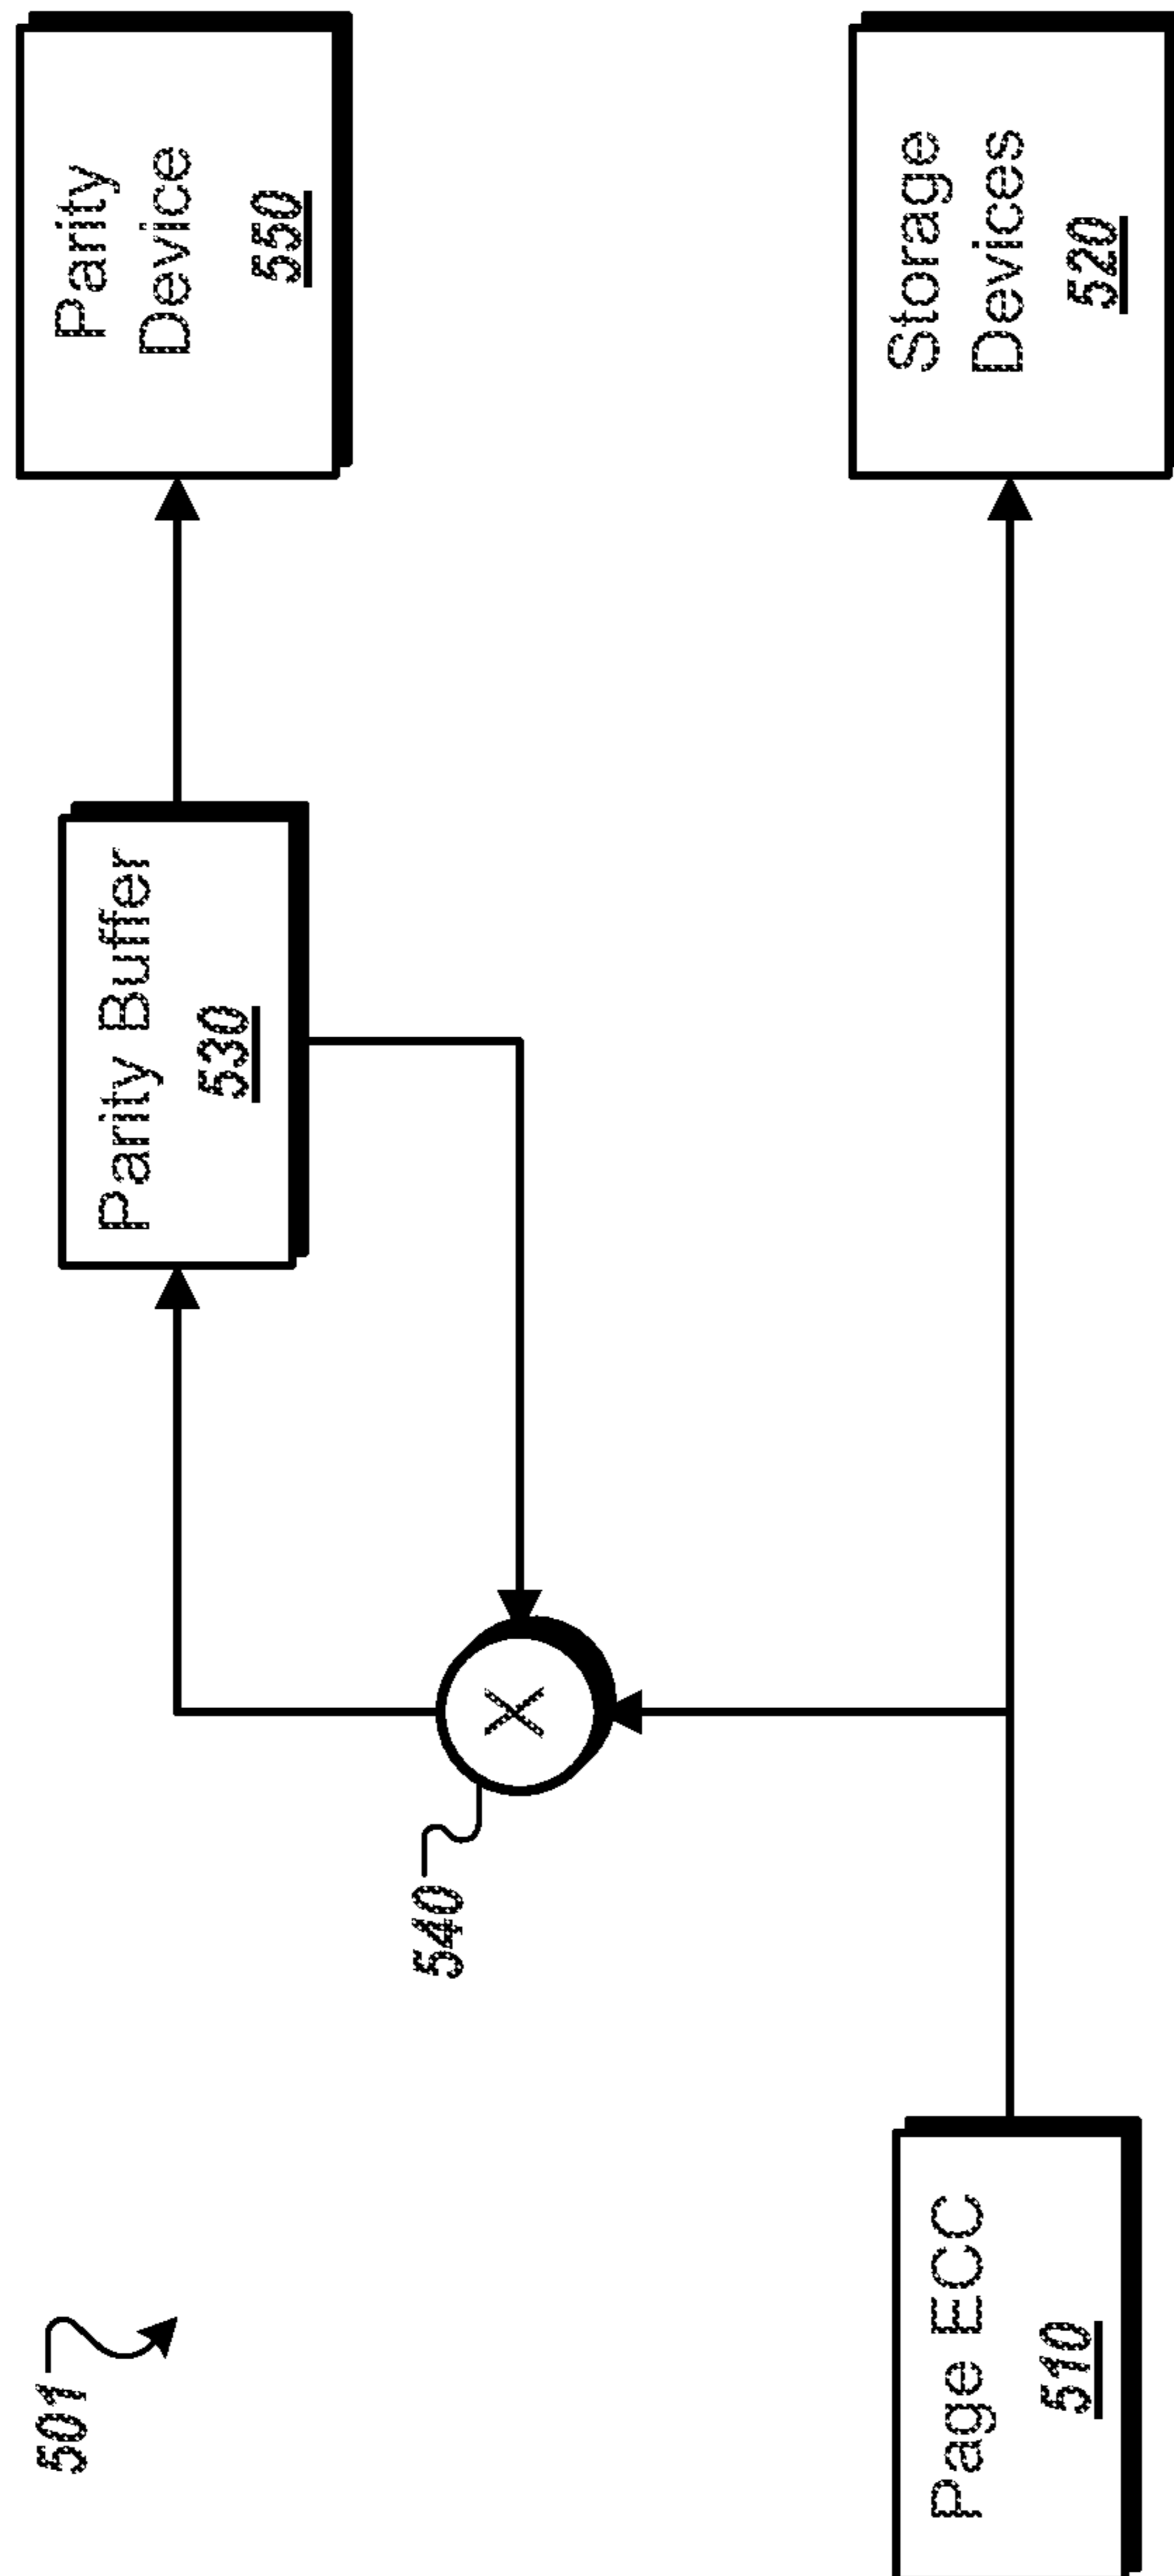 501
Parity
Device
550
Parity Buffer
530
540
X
Page ECC
510
Storage
Devices
520